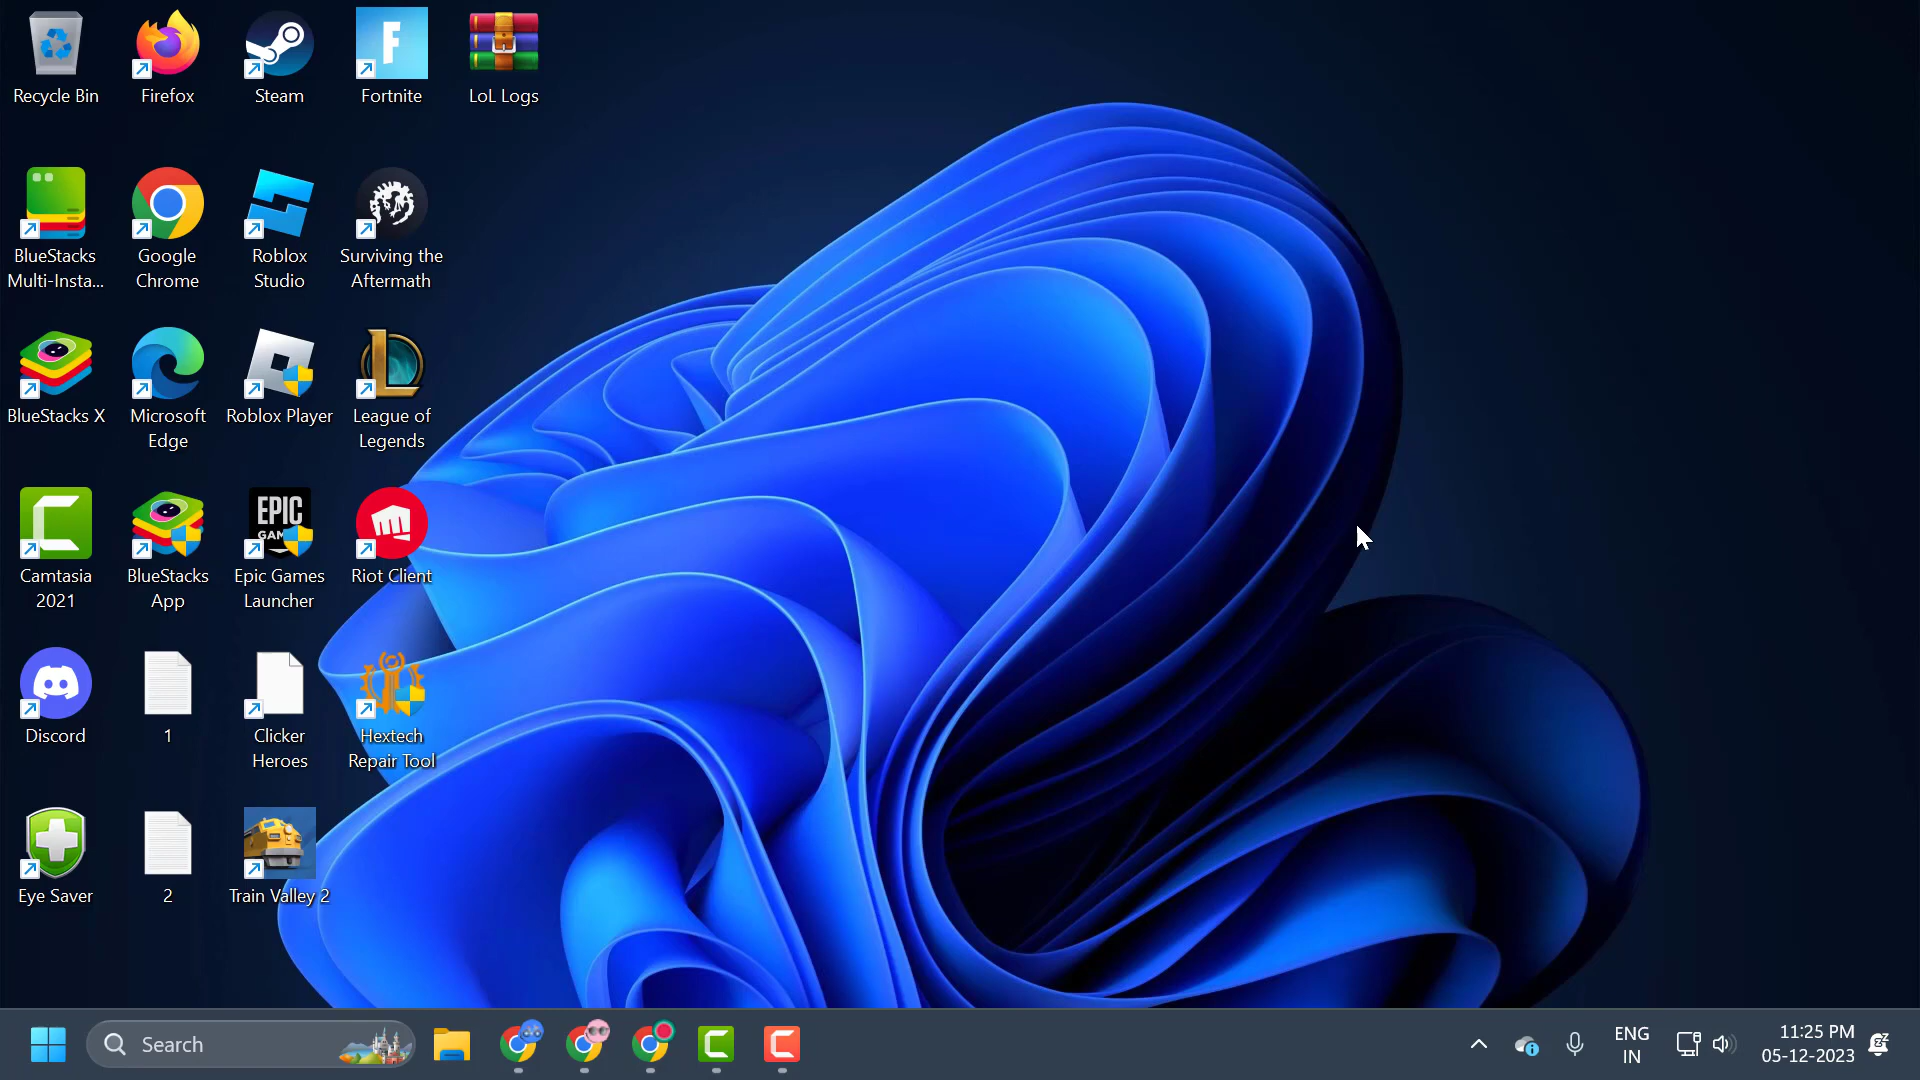 Recycle Bin
Firefox
Steam
F
Fortnite
LoL Logs
BlueStacks
Multi-Insta...
Google
Chrome
Roblox
Studio
Surviving the
Aftermath
BlueStacks X
Microsoft
Edge
Roblox Player
League of
Legends
Camtasia
2021
BlueStacks
App
EPIC
GAM
Epic Games
Launcher
Riot Client
Discord
1
Clicker
Heroes
Hextech
Repair Tool
Eye Saver
2
Train Valley 2
Search
ENG
IN
11:25 PM
05-12-2023